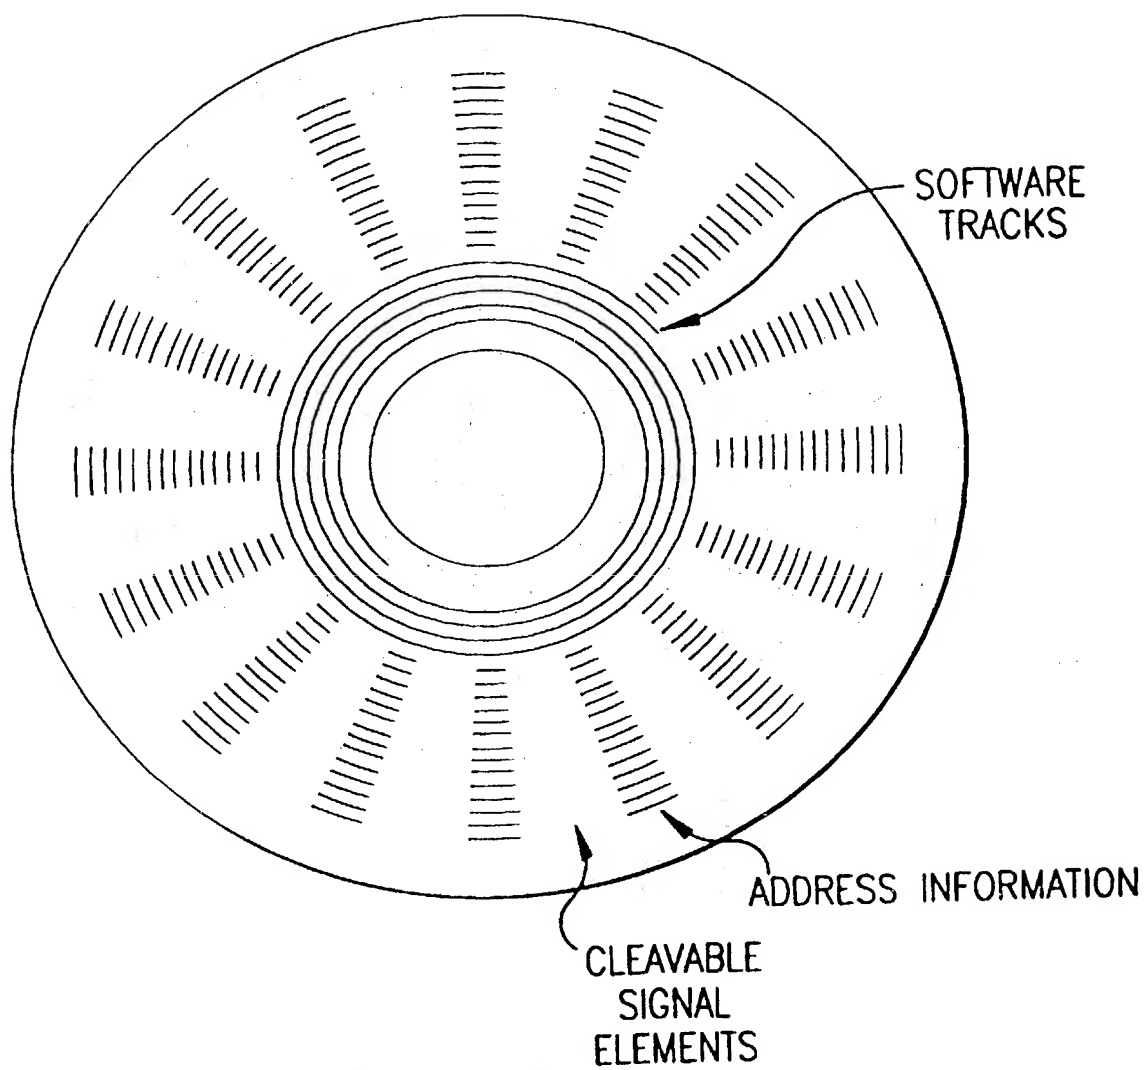 SOFTWARE
TRACKS
ADDRESS INFORMATION
CLEAVABLE
SIGNAL
ELEMENTS